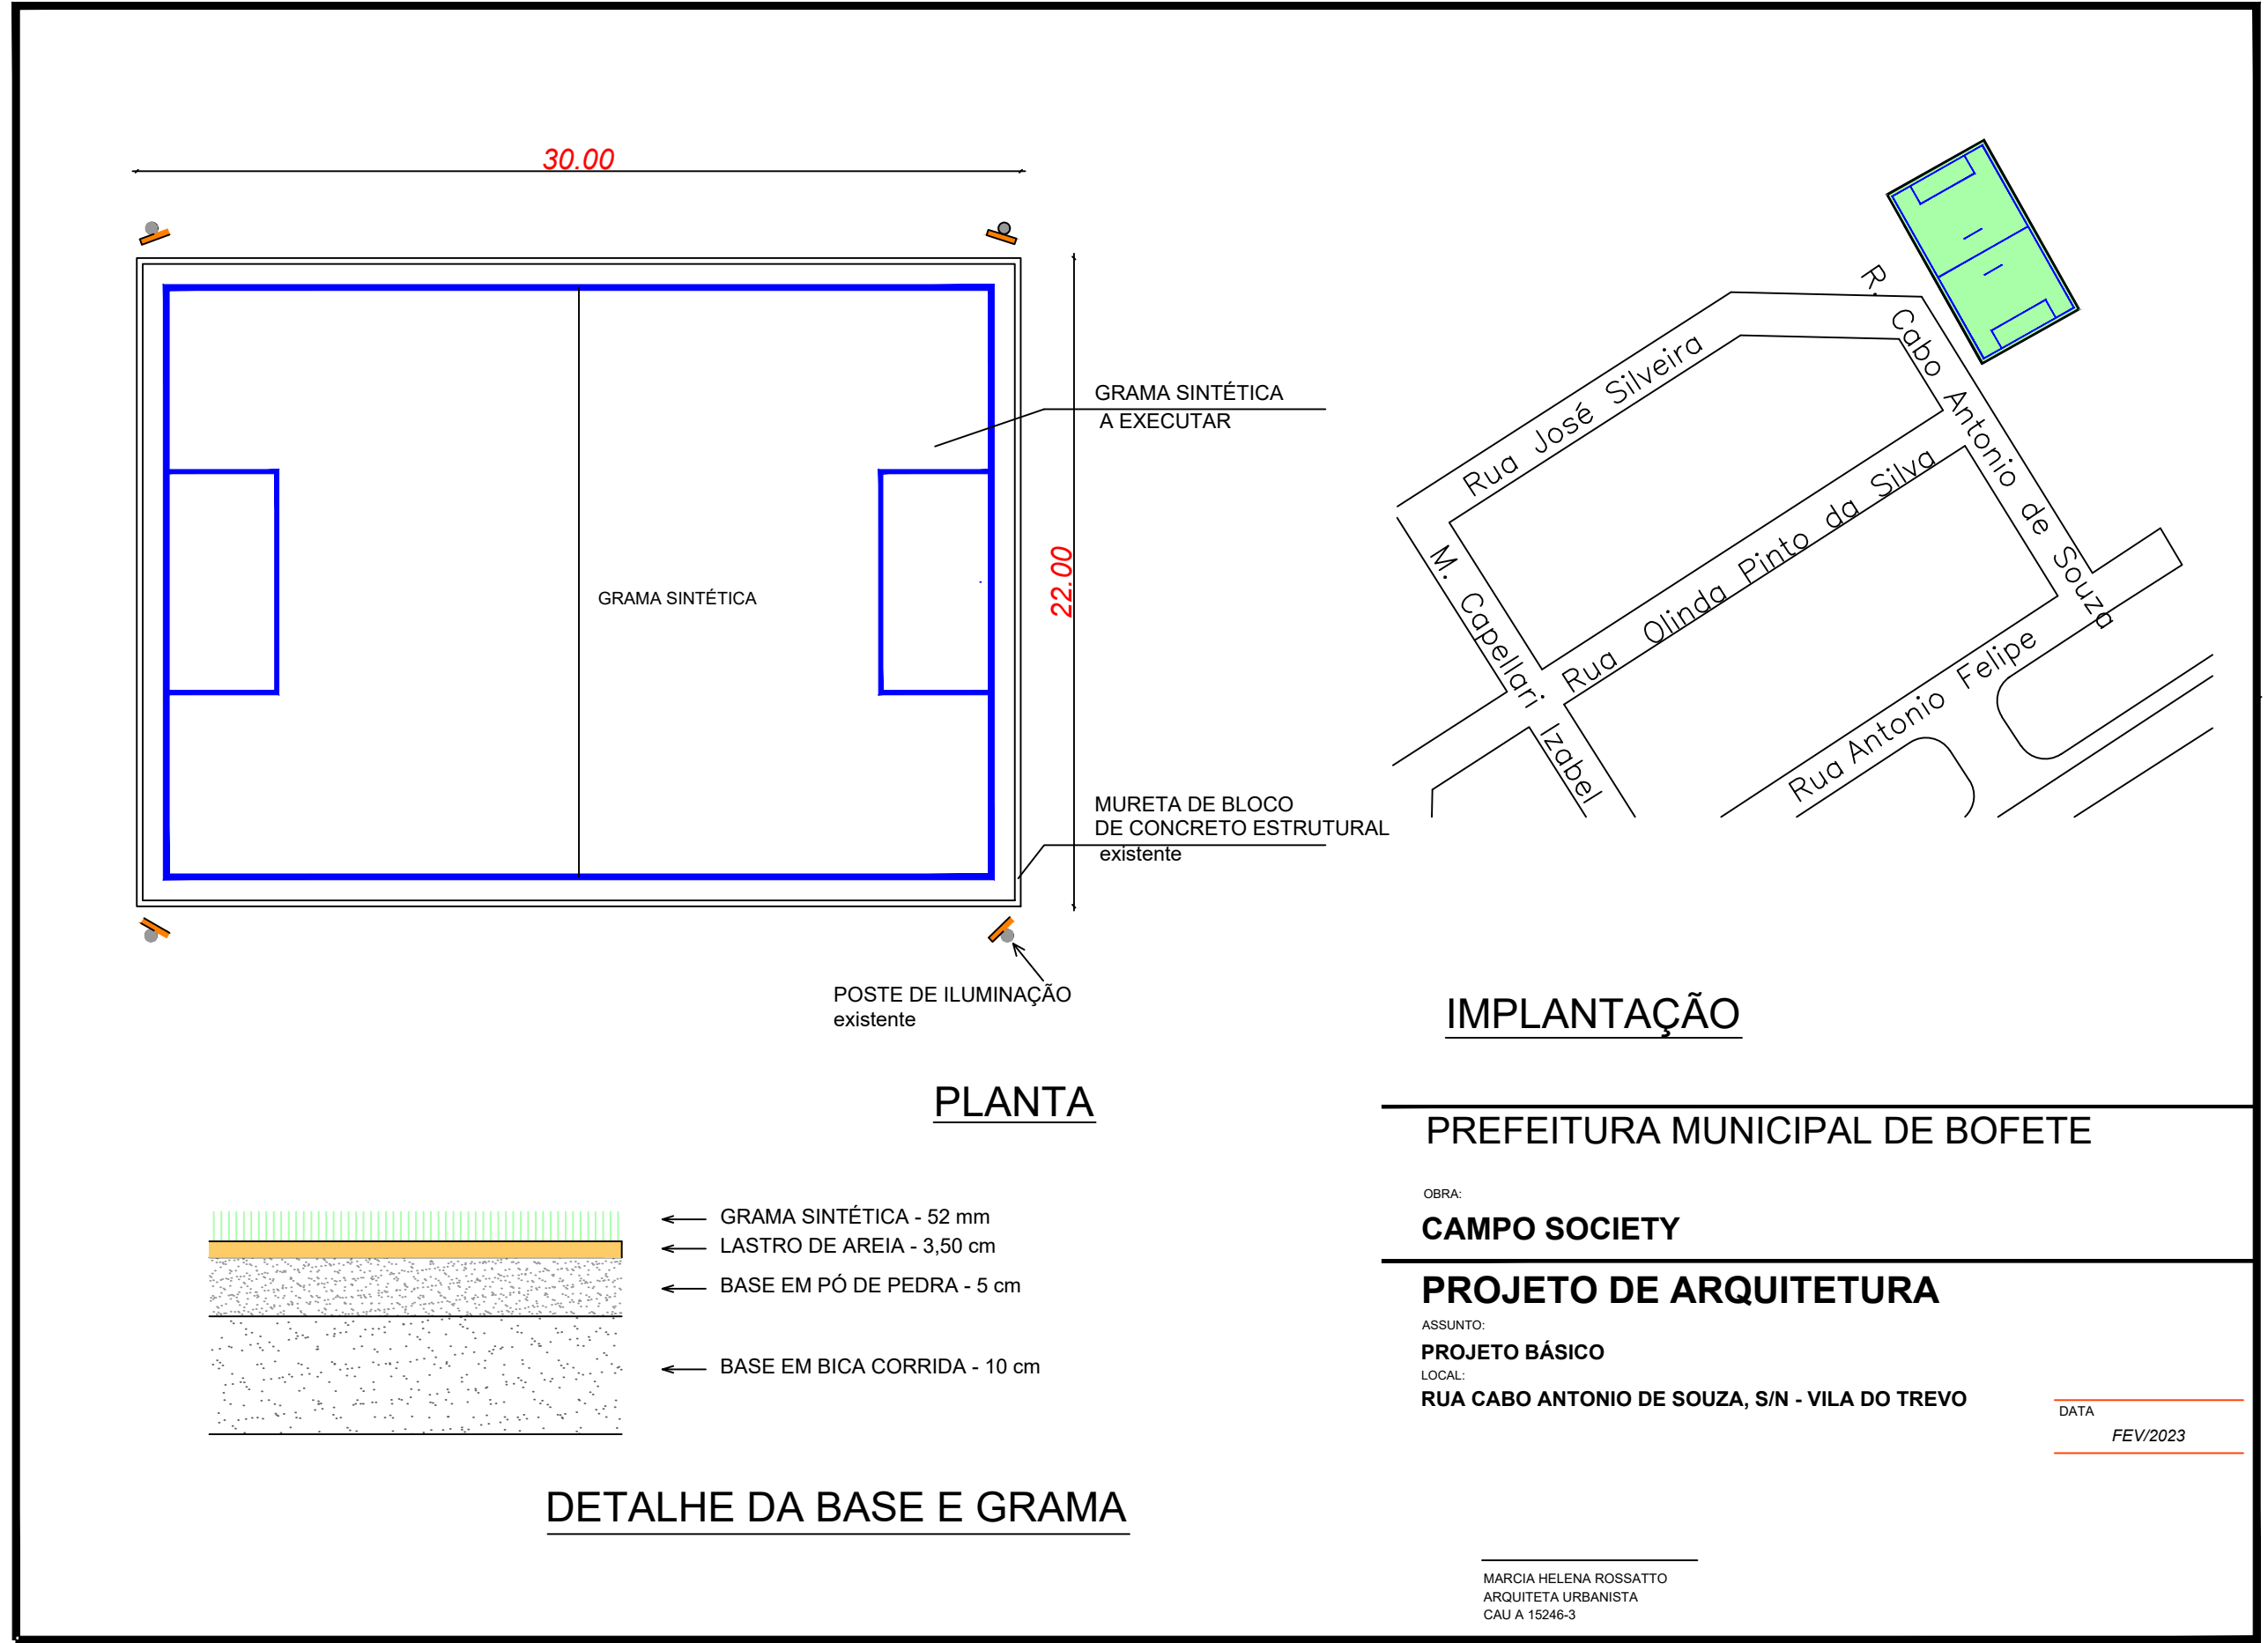 30.00
GRAMA SINTÉTICA
A EXECUTAR
22.00
GRAMA SINTÉTICA
MURETA DE BLOCO
DE CONCRETO ESTRUTURAL
existente
POSTE DE ILUMINAÇÃO
existente
PLANTA
R. Cabo Antonio de Souza
Rua José Silveira
Rua Olinda Pinto da Silva
M. Capellari Izabel
Rua Antonio Felipe
IMPLANTAÇÃO
GRAMA SINTÉTICA - 52 mm
LASTRO DE AREIA - 3,50 cm
BASE EM PÓ DE PEDRA - 5 cm
BASE EM BICA CORRIDA - 10 cm
DETALHE DA BASE E GRAMA
PREFEITURA MUNICIPAL DE BOFETE
OBRA:
CAMPO SOCIETY
PROJETO DE ARQUITETURA
ASSUNTO:
PROJETO BÁSICO
LOCAL:
RUA CABO ANTONIO DE SOUZA, S/N - VILA DO TREVO
DATA
FEV/2023
MARCIA HELENA ROSSATTO
ARQUITETA URBANISTA
CAU A 15246-3